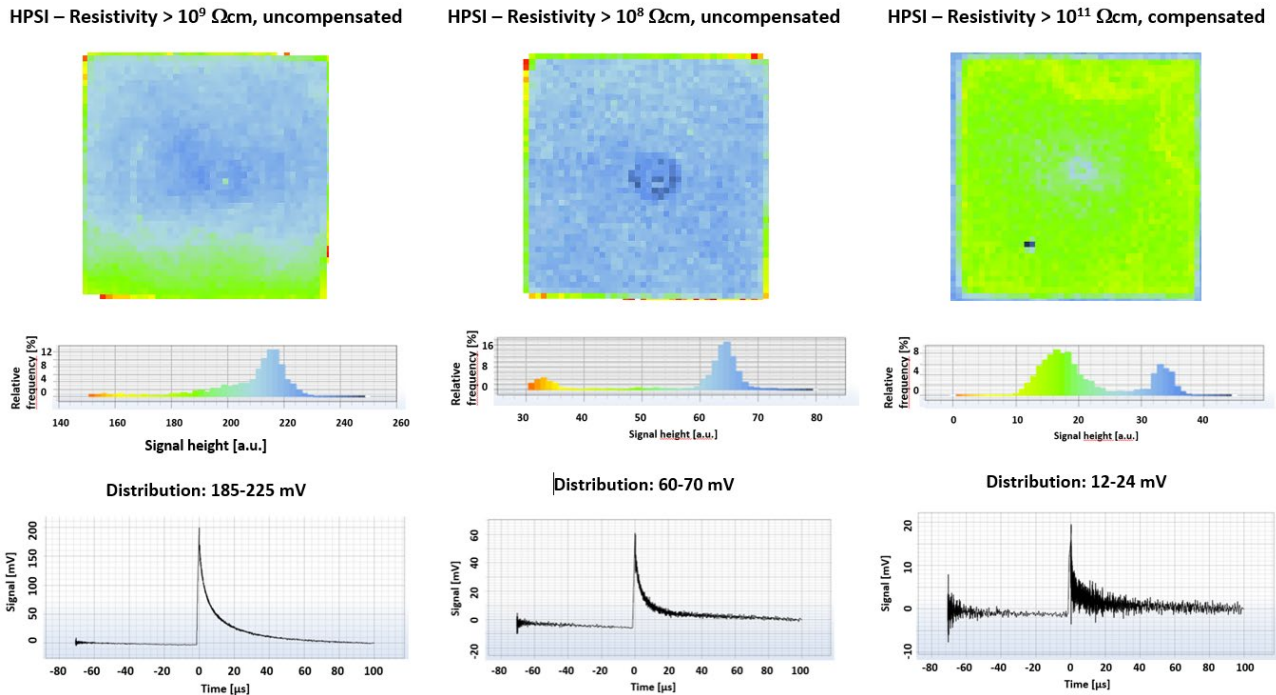 HPSI – Resistivity > 10⁹ Ωcm, uncompensated
HPSI – Resistivity > 10⁸ Ωcm, uncompensated
HPSI – Resistivity > 10¹¹ Ωcm, compensated
Relative frequency [%]
12
8
4
0
140 160 180 200 220 240 260
Signal height [a.u.]
Relative frequency [%]
16
8
0
30 40 50 60 70 80
Signal height [a.u.]
Relative frequency [%]
8
4
0
0 10 20 30 40
Signal height [a.u.]
Distribution: 185-225 mV
Distribution: 60-70 mV
Distribution: 12-24 mV
Signal [mV]
200
150
100
50
0
-80 -60 -40 -20 0 20 40 60 80 100
Time [µs]
Signal [mV]
60
40
20
0
-20
-80 -60 -40 -20 0 20 40 60 80 100
Time [µs]
Signal [mV]
20
10
0
-10
-80 -60 -40 -20 0 20 40 60 80 100
Time [µs]